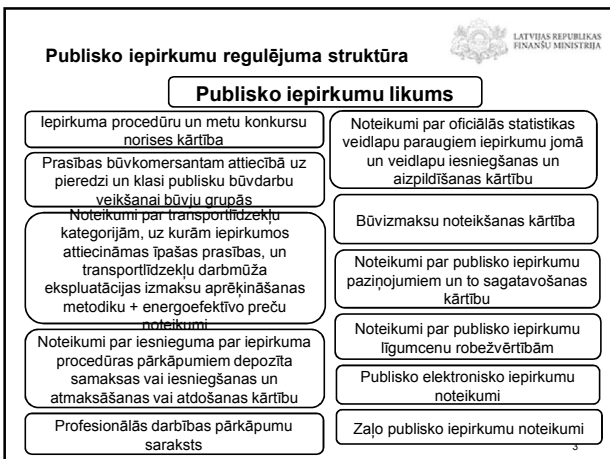 LATVIJAS REPUBLIKAS
FINANŠU MINISTRIJA
Publisko iepirkumu regulējuma struktūra
Publisko iepirkumu likums
Iepirkuma procedūru un metu konkursu
norises kārtība
Prasības būvkomersantam attiecībā uz
pieredzi un klasi publisku būvdarbu
veikšanai būvju grupās
Noteikumi par transportlīdzekļu
kategorijām, uz kurām iepirkumos
attiecināmas īpašas prasības, un
transportlīdzekļu darbmūža
ekspluatācijas izmaksu aprēķināšanas
metodiku + energoefektīvo preču
noteikumi
Noteikumi par iesnieguma par iepirkuma
procedūras pārkāpumiem depozīta
samaksas vai iesniegšanas un
atmaksāšanas vai atdošanas kārtību
Profesionālās darbības pārkāpumu
saraksts
Noteikumi par oficiālās statistikas
veidlapu paraugiem iepirkumu jomā
un veidlapu iesniegšanas un
aizpildīšanas kārtību
Būvizmaksu noteikšanas kārtība
Noteikumi par publisko iepirkumu
paziņojumiem un to sagatavošanas
kārtību
Noteikumi par publisko iepirkumu
līgumcenu robežvērtībām
Publisko elektronisko iepirkumu
noteikumi
Zaļo publisko iepirkumu noteikumi
3